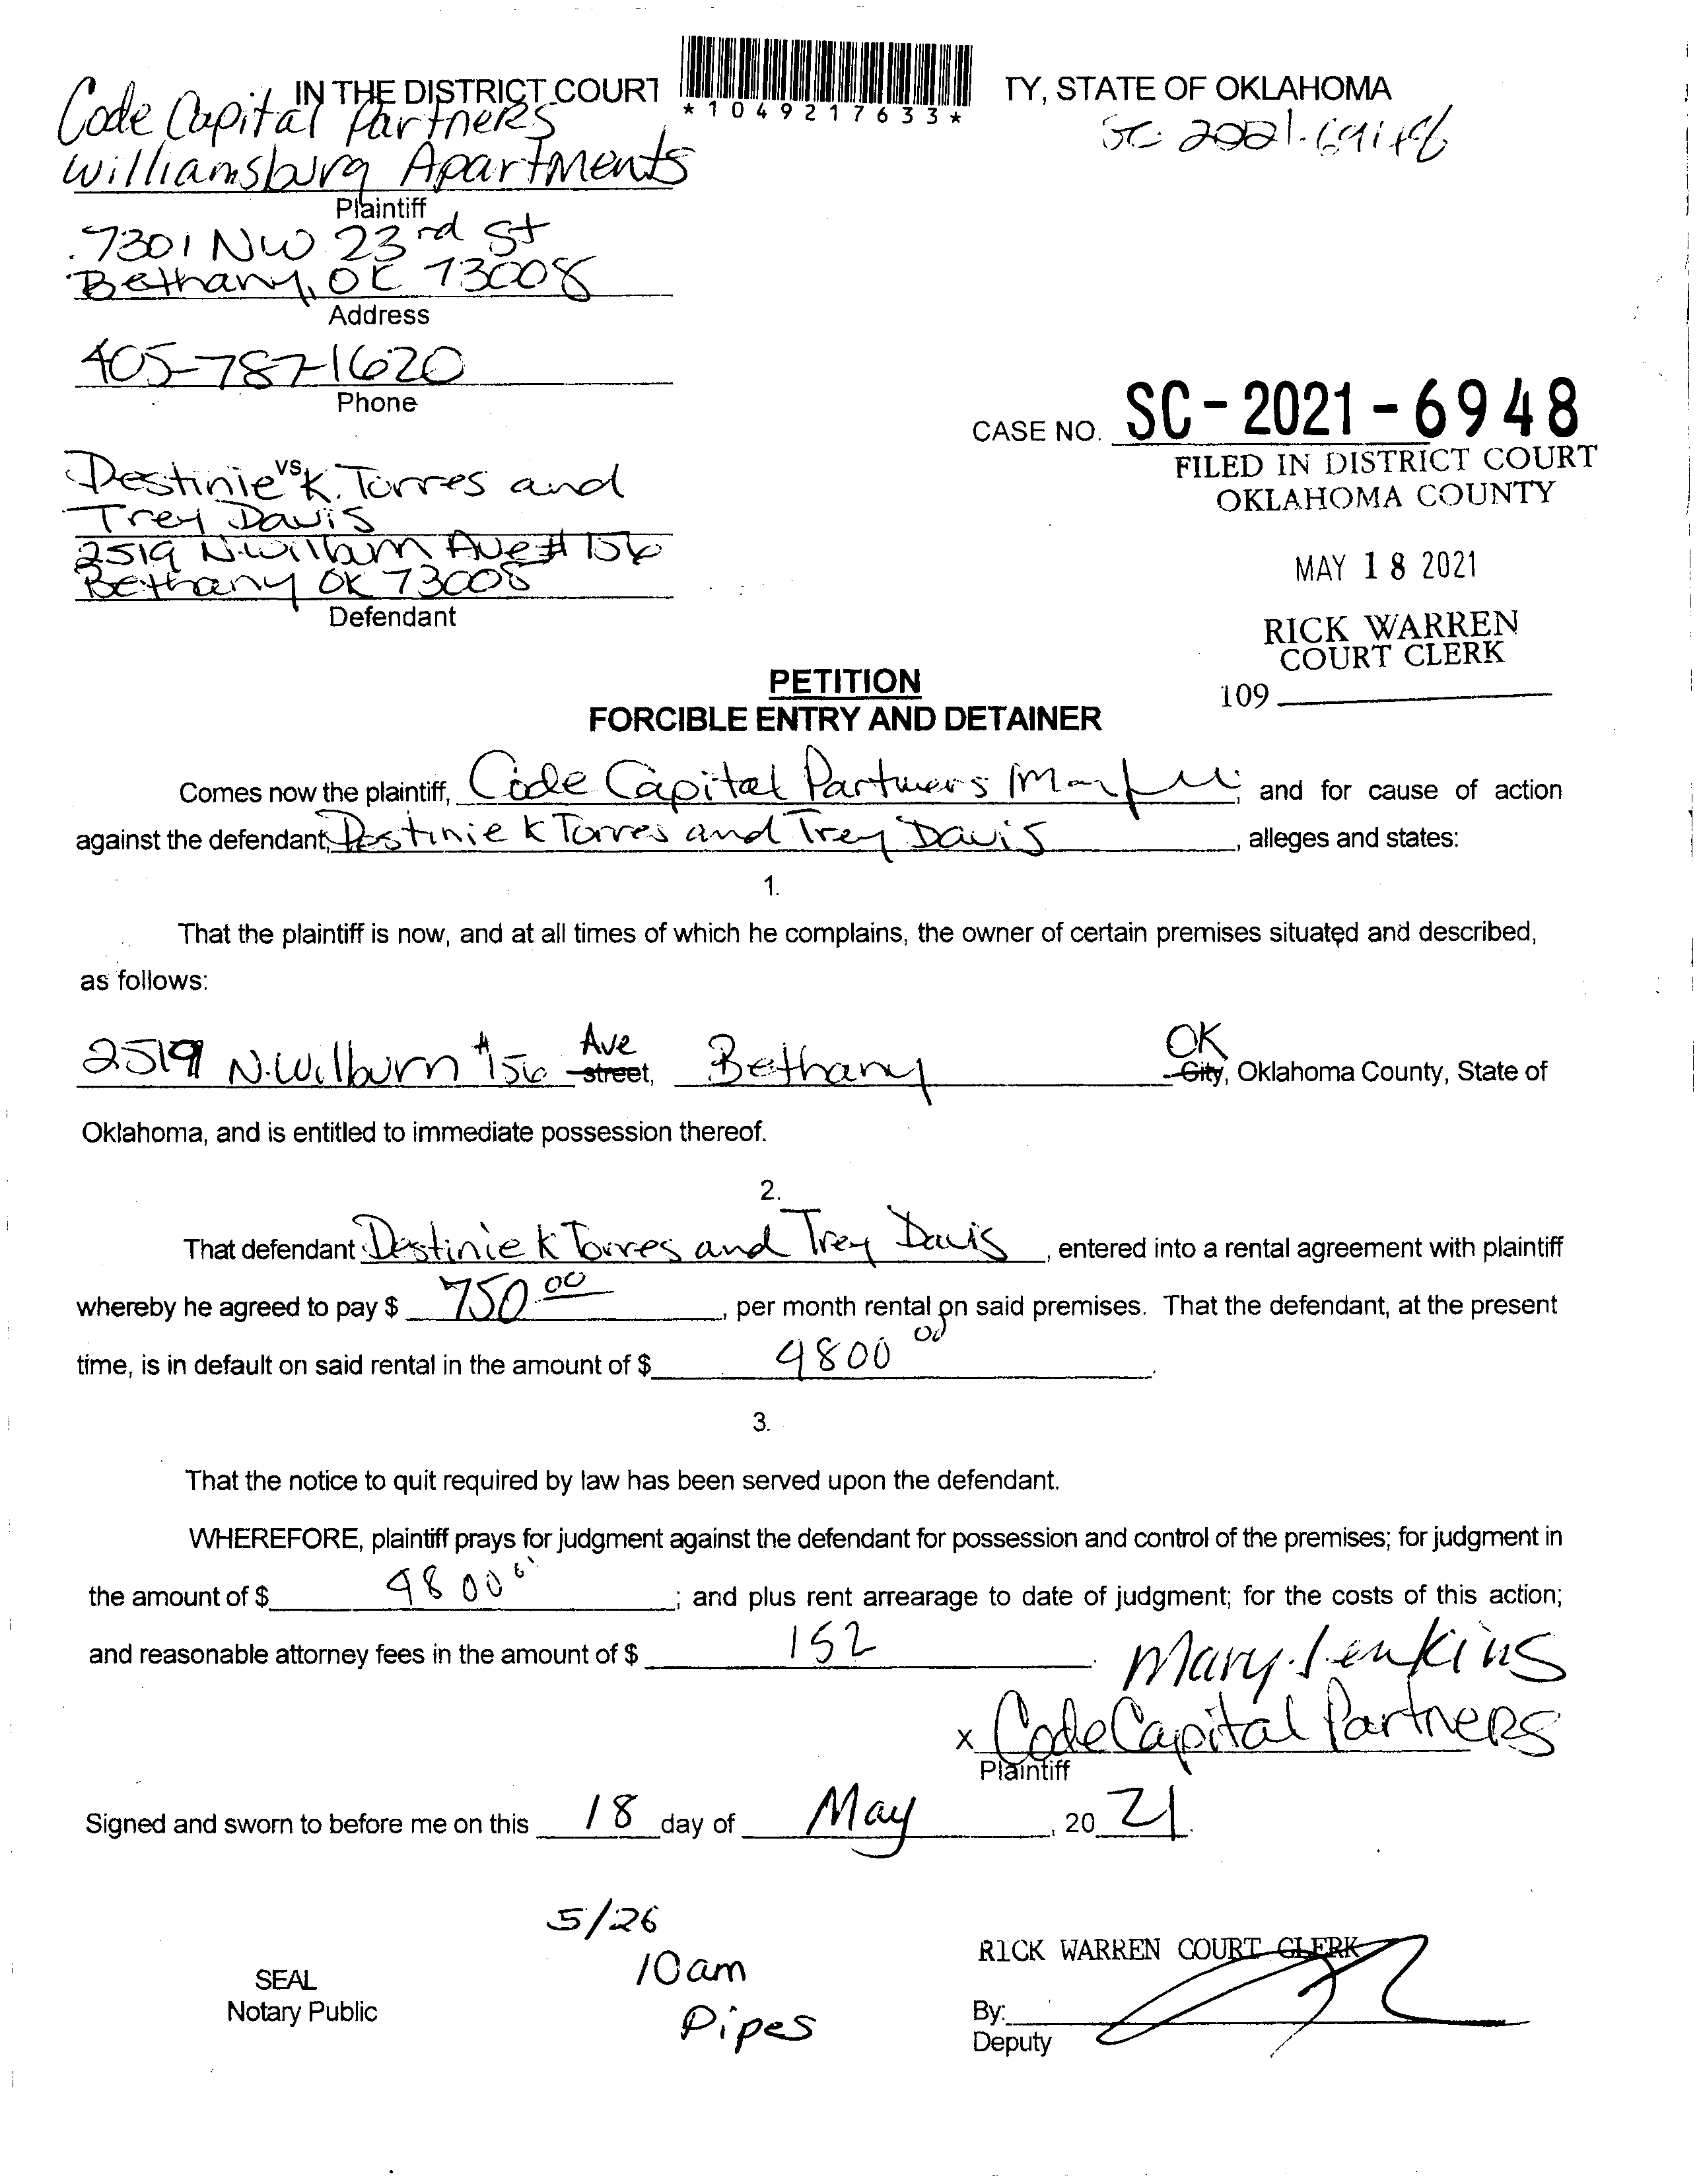 IN THE DISTRICT COURT TY, STATE OF OKLAHOMA
*1049217633*
Code Capital Partners
Williamsburg Apartments
Plaintiff
7301 NW 23rd St
Bethany, OK 73008
Address
405-787-1620
Phone
CASE NO. SC-2021-6948
FILED IN DISTRICT COURT
OKLAHOMA COUNTY
MAY 18 2021
RICK WARREN
COURT CLERK
109
vs
Destinie K. Torres and
Trey Davis
2519 N. Wilburn Ave # 156
Bethany OK 73008
Defendant
PETITION
FORCIBLE ENTRY AND DETAINER
Comes now the plaintiff, Code Capital Partners, and for cause of action
against the defendant, Destinie K Torres and Trey Davis, alleges and states:
1.
That the plaintiff is now, and at all times of which he complains, the owner of certain premises situated and described,
as follows:
2519 N. Wilburn #156 Ave street, Bethany OK City, Oklahoma County, State of
Oklahoma, and is entitled to immediate possession thereof.
2.
That defendant Destinie K Torres and Trey Davis, entered into a rental agreement with plaintiff
whereby he agreed to pay $ 750.00, per month rental on said premises. That the defendant, at the present
time, is in default on said rental in the amount of $ 9800 00.
3.
That the notice to quit required by law has been served upon the defendant.
WHEREFORE, plaintiff prays for judgment against the defendant for possession and control of the premises; for judgment in
the amount of $ 9800; and plus rent arrearage to date of judgment; for the costs of this action;
and reasonable attorney fees in the amount of $ 152.
Mary Jenkins
x Code Capital Partners
Plaintiff
Signed and sworn to before me on this 18 day of May, 20 21.
5/26
10am
Pipes
SEAL
Notary Public
RICK WARREN COURT CLERK
By:
Deputy